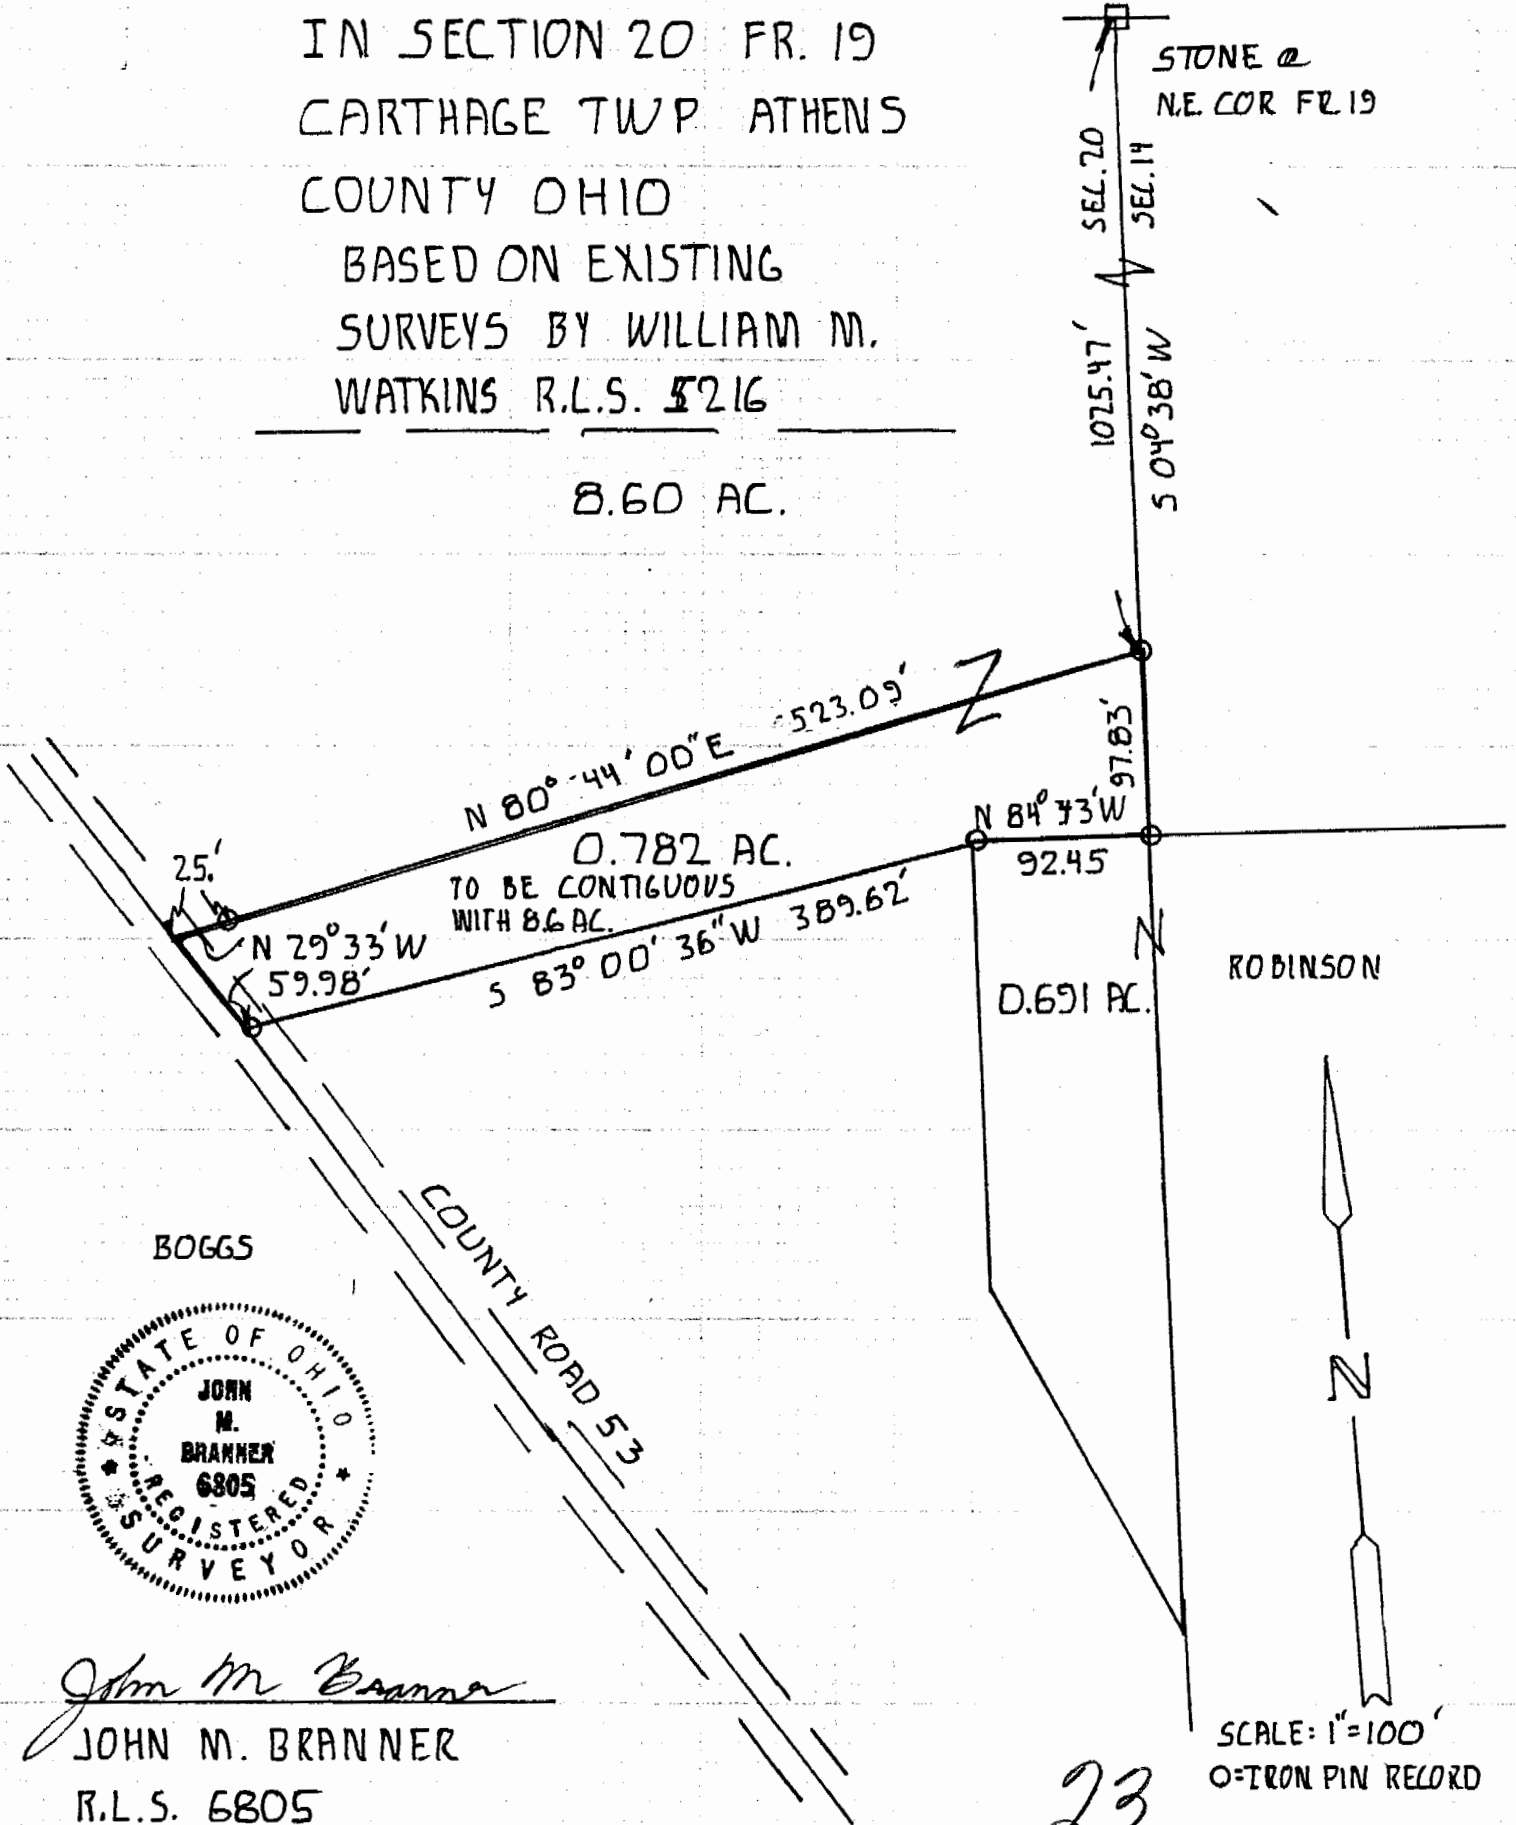 IN SECTION 20 FR. 19
CARTHAGE TWP ATHENS
COUNTY OHIO
BASED ON EXISTING
SURVEYS BY WILLIAM M.
WATKINS R.L.S. 5216
8.60 AC.
STONE @
N.E. COR FR.19
SEC.20
SEC.14
1025.47'
S 04° 38' W
N 80° 44' 00" E 523.09'
97.83'
N 84° 43' W
92.45
0.782 AC.
TO BE CONTIGUOUS
WITH 8.6 AC.
25.'
N 29° 33' W
59.98'
S 83° 00' 36" W 389.62'
0.691 AC.
ROBINSON
BOGGS
COUNTY ROAD 53
STATE OF OHIO
JOHN
M.
BRANNER
6805
REGISTERED
SURVEYOR
N
John M Branner
JOHN M. BRANNER
R.L.S. 6805
SCALE: 1"=100'
O=IRON PIN RECORD
23